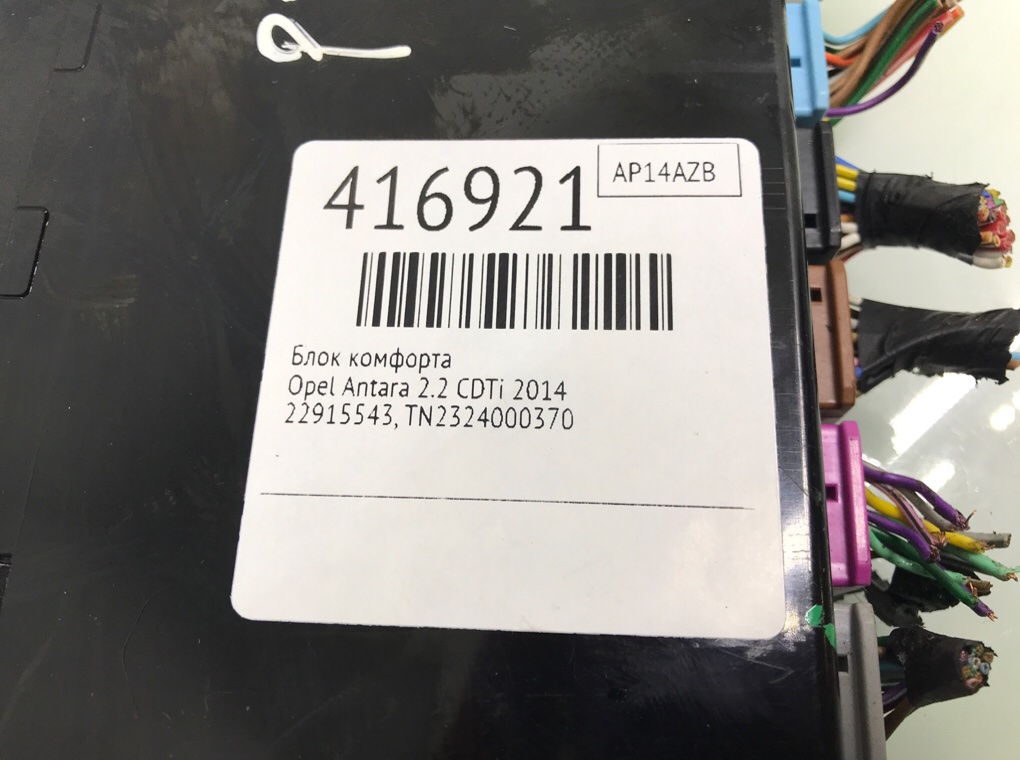 416921
AP14AZB
Блок комфорта
Opel Antara 2.2 CDTi 2014
22915543, TN2324000370